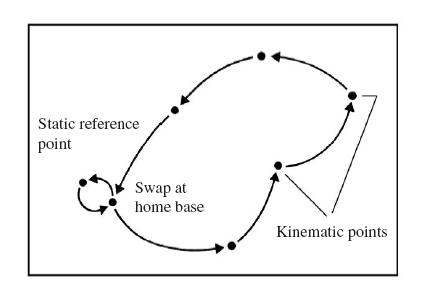 Static reference
point
Swap at
home base
Kinematic points